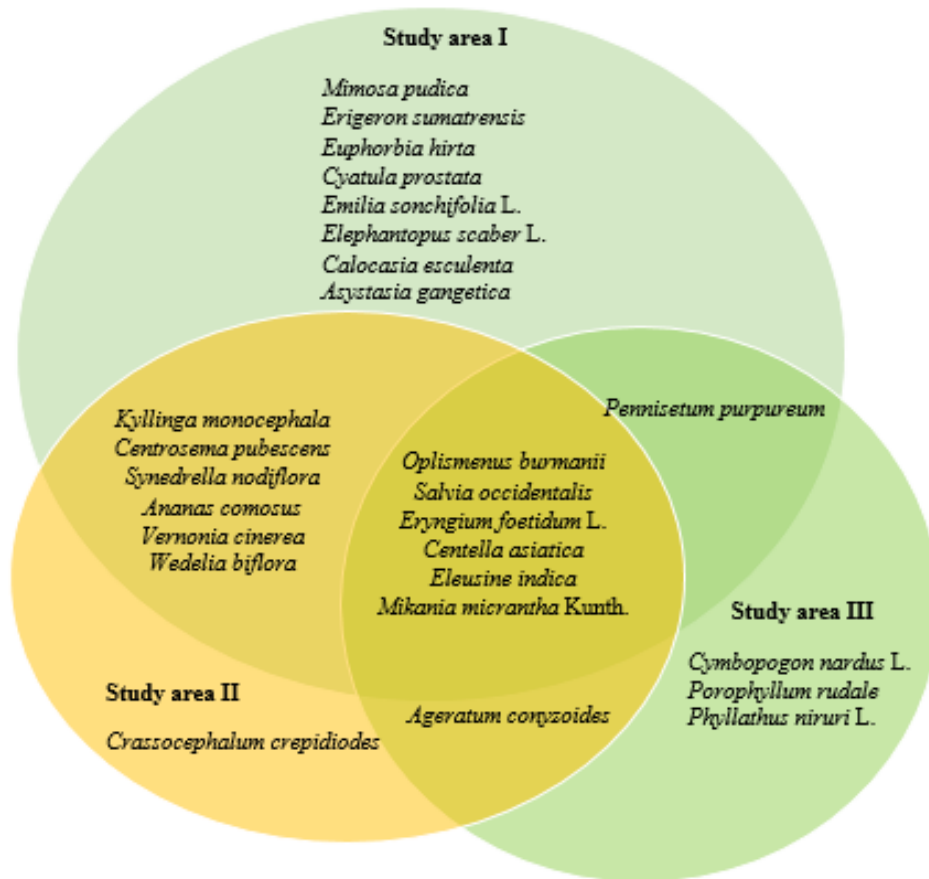 Study area I
Mimosa pudica
Erigeron sumatrensis
Euphorbia hirta
Cyatula prostata
Emilia sonchifolia L.
Elephantopus scaber L.
Calocasia esculenta
Asystasia gangetica
Kyllinga monocephala
Centrosema pubescens
Synedrella nodiflora
Ananas comosus
Vernonia cinerea
Wedelia biflora
Pennisetum purpureum
Oplismenus burmanii
Salvia occidentalis
Eryngium foetidum L.
Centella asiatica
Eleusine indica
Mikania micrantha Kunth.
Study area III
Cymbopogon nardus L.
Porophyllum rudale
Phyllathus niruri L.
Study area II
Crassocephalum crepidiodes
Ageratum conyzoides